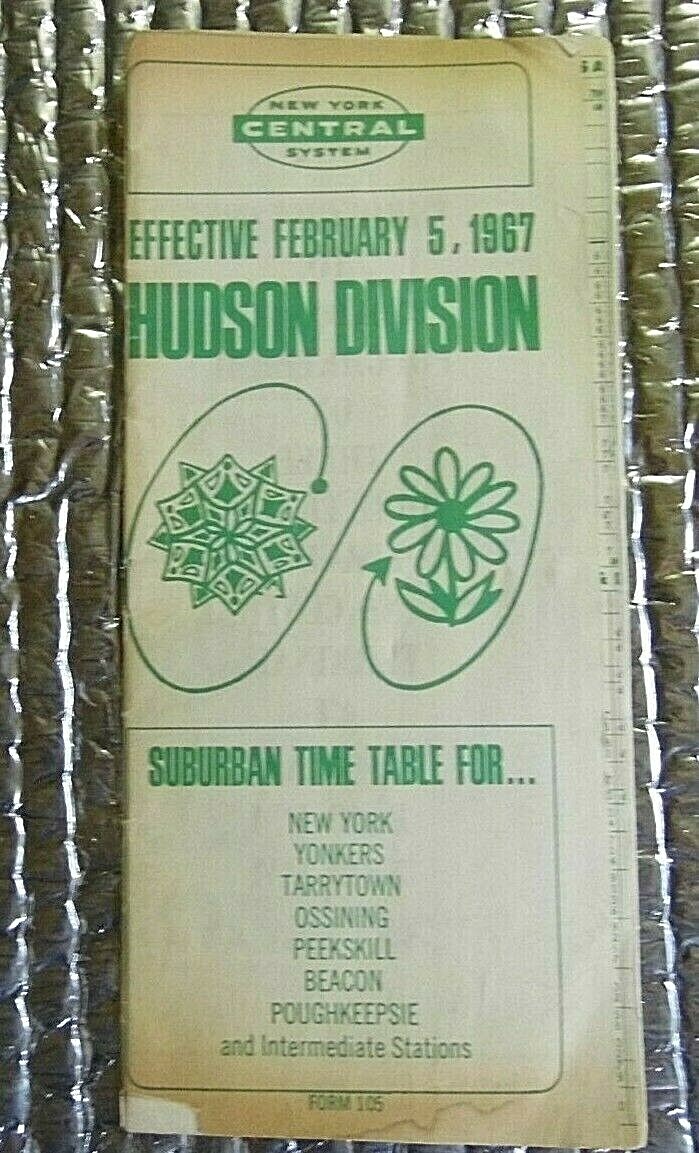 NEW YORK
CENTRAL
SYSTEM
EFFECTIVE FEBRUARY 5, 1967
HUDSON DIVISION
SUBURBAN TIME TABLE FOR...
NEW YORK
YONKERS
TARRYTOWN
OSSINING
PEEKSKILL
BEACON
POUGHKEEPSIE
and Intermediate Stations
FORM 105